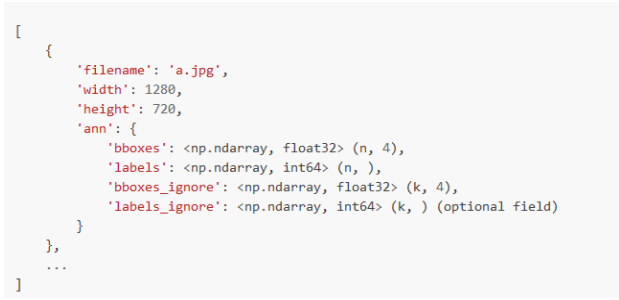 [
{
'filename': 'a.jpg',
'width': 1280,
'height': 720,
'ann': {
'bboxes': <np.ndarray, float32> (n, 4),
'labels': <np.ndarray, int64> (n, ),
'bboxes_ignore': <np.ndarray, float32> (k, 4),
'labels_ignore': <np.ndarray, int64> (k, ) (optional field)
}
},
...
]